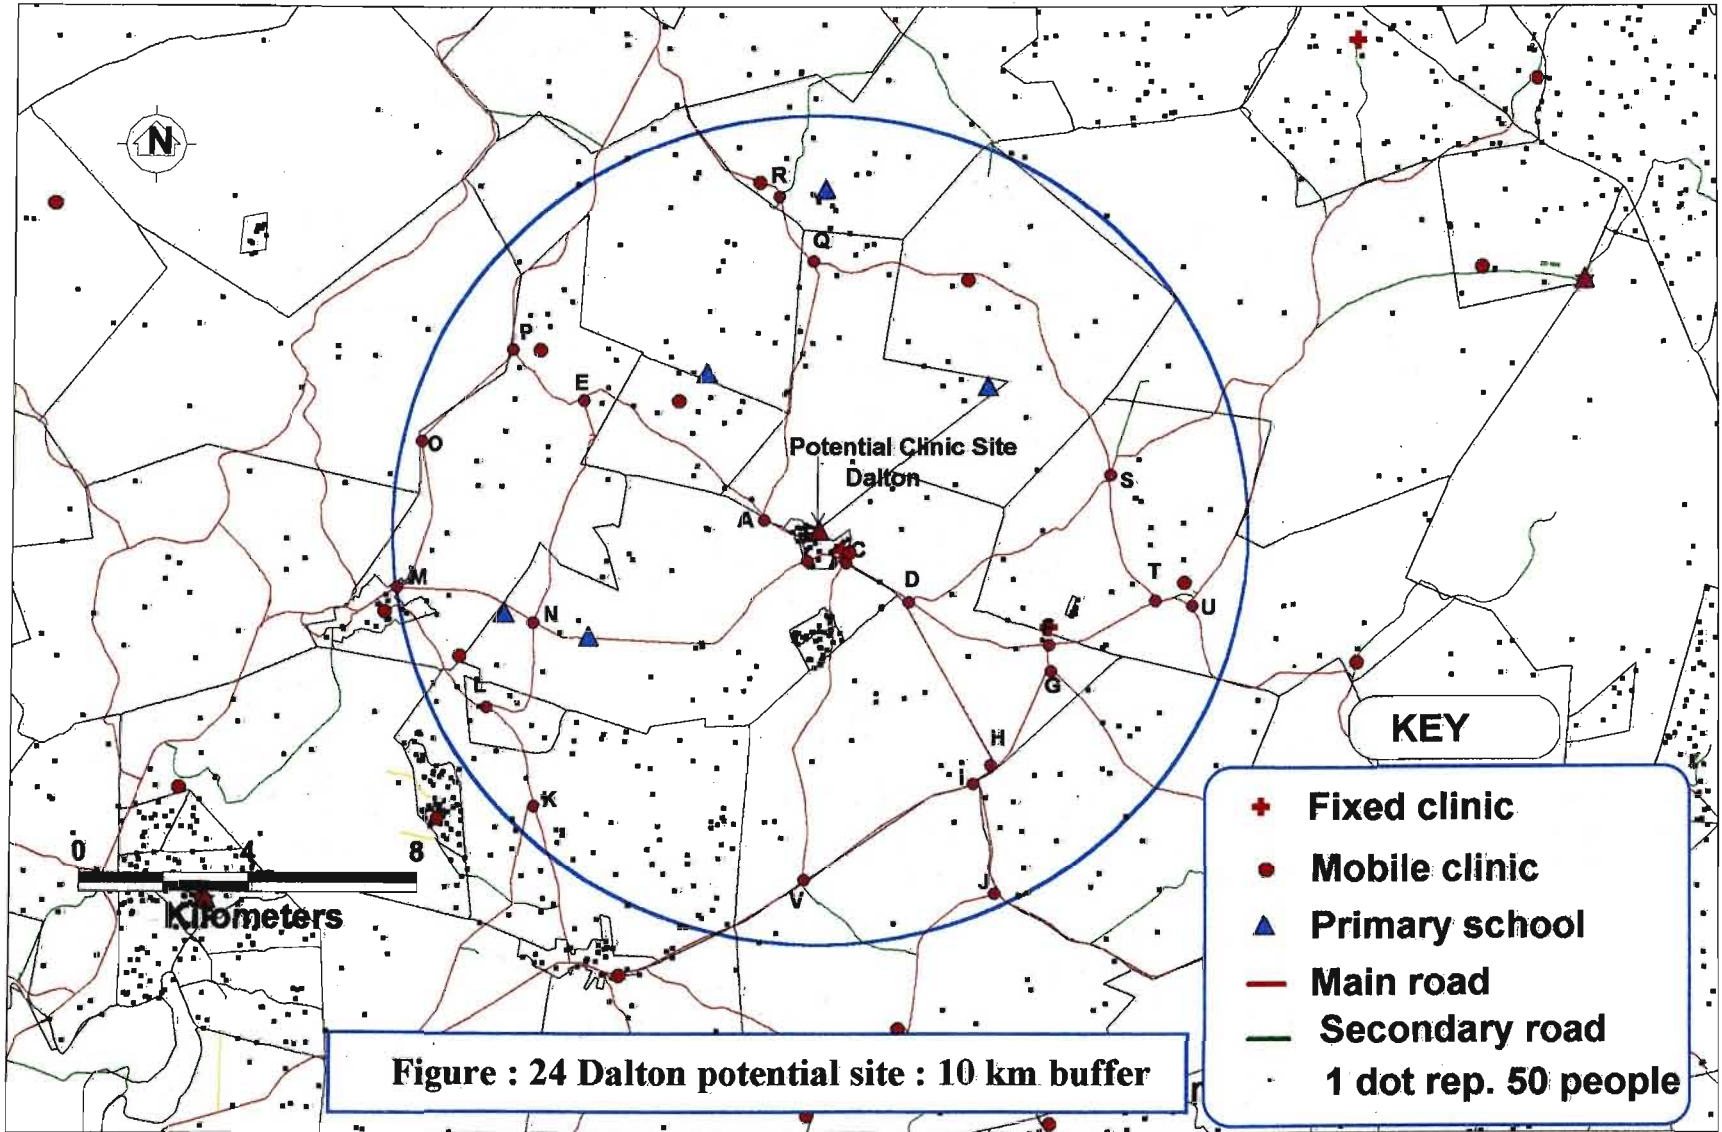 N
R
Q
P
E
O
Potential Clinic Site
Dalton
S
A
C
M
D
T
U
N
L
G
H
i
K
J
V
0 4 8
Kilometers
KEY
Fixed clinic
Mobile clinic
Primary school
Main road
Secondary road
1 dot rep. 50 people
Figure : 24 Dalton potential site : 10 km buffer